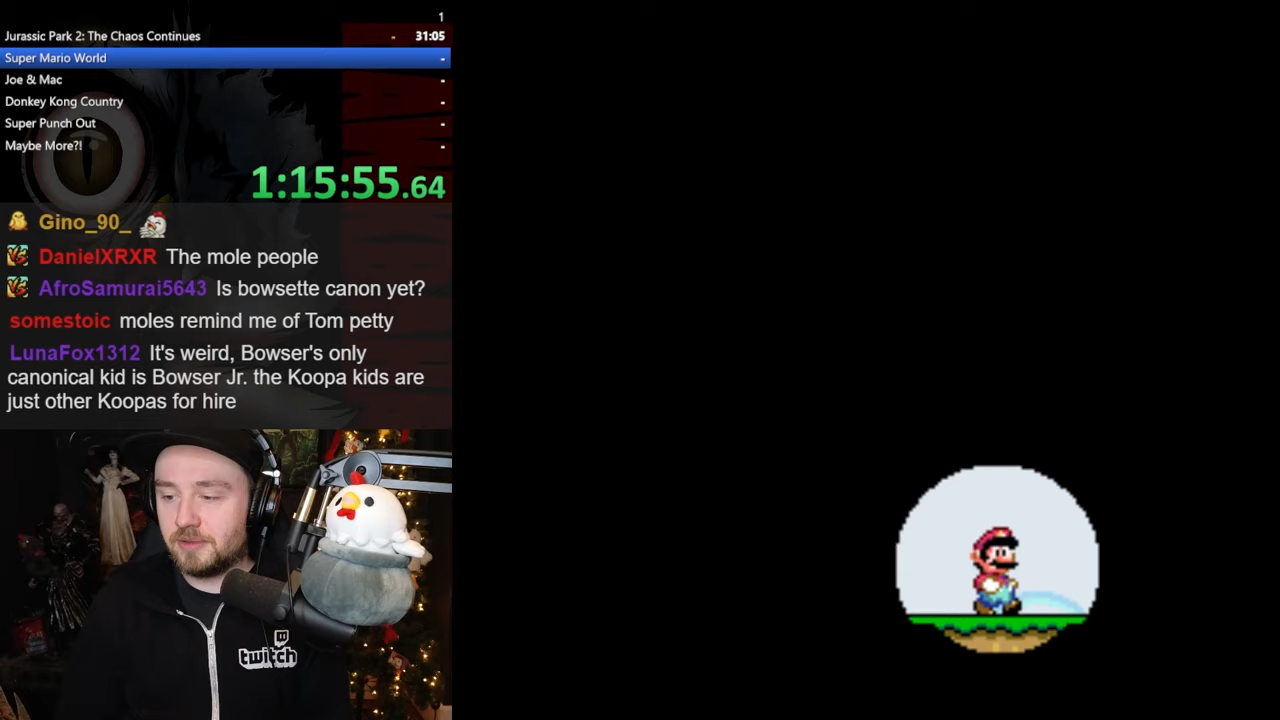 1
Jurassic Park 2: The Chaos Continues - 31:05
Super Mario World -
Joe & Mac -
Donkey Kong Country -
Super Punch Out -
Maybe More?! -
1:15:55.64
Gino_90_
DanielXRXR The mole people
AfroSamurai5643 Is bowsette canon yet?
somestoic moles remind me of Tom petty
LunaFox1312 It's weird, Bowser's only
canonical kid is Bowser Jr. the Koopa kids are
just other Koopas for hire
twitch